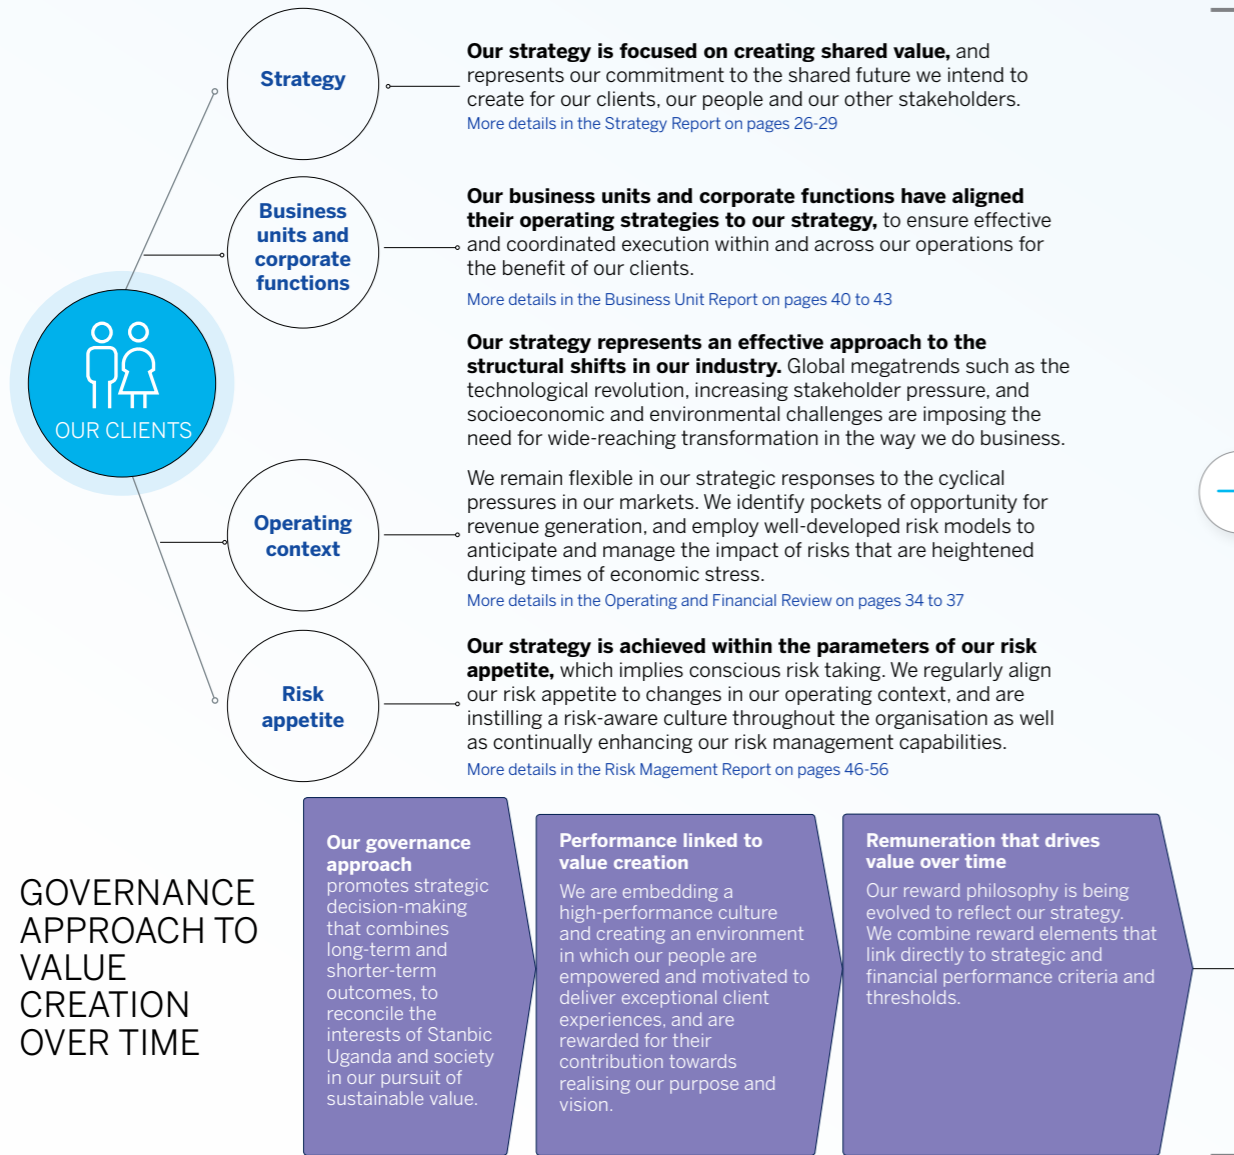 Strategy
Our strategy is focused on creating shared value, and
represents our commitment to the shared future we intend to
create for our clients, our people and our other stakeholders.
More details in the Strategy Report on pages 26-29
Business
units and
corporate
functions
Our business units and corporate functions have aligned
their operating strategies to our strategy, to ensure effective
and coordinated execution within and across our operations for
the benefit of our clients.
More details in the Business Unit Report on pages 40 to 43
OUR CLIENTS
Our strategy represents an effective approach to the
structural shifts in our industry. Global megatrends such as the
technological revolution, increasing stakeholder pressure, and
socioeconomic and environmental challenges are imposing the
need for wide-reaching transformation in the way we do business.
Operating
context
We remain flexible in our strategic responses to the cyclical
pressures in our markets. We identify pockets of opportunity for
revenue generation, and employ well-developed risk models to
anticipate and manage the impact of risks that are heightened
during times of economic stress.
More details in the Operating and Financial Review on pages 34 to 37
Risk
appetite
Our strategy is achieved within the parameters of our risk
appetite, which implies conscious risk taking. We regularly align
our risk appetite to changes in our operating context, and are
instilling a risk-aware culture throughout the organisation as well
as continually enhancing our risk management capabilities.
More details in the Risk Magement Report on pages 46-56
GOVERNANCE
APPROACH TO
VALUE
CREATION
OVER TIME
Our governance
approach
promotes strategic
decision-making
that combines
long-term and
shorter-term
outcomes, to
reconcile the
interests of Stanbic
Uganda and society
in our pursuit of
sustainable value.
Performance linked to
value creation
We are embedding a
high-performance culture
and creating an environment
in which our people are
empowered and motivated to
deliver exceptional client
experiences, and are
rewarded for their
contribution towards
realising our purpose and
vision.
Remuneration that drives
value over time
Our reward philosophy is being
evolved to reflect our strategy.
We combine reward elements that
link directly to strategic and
financial performance criteria and
thresholds.